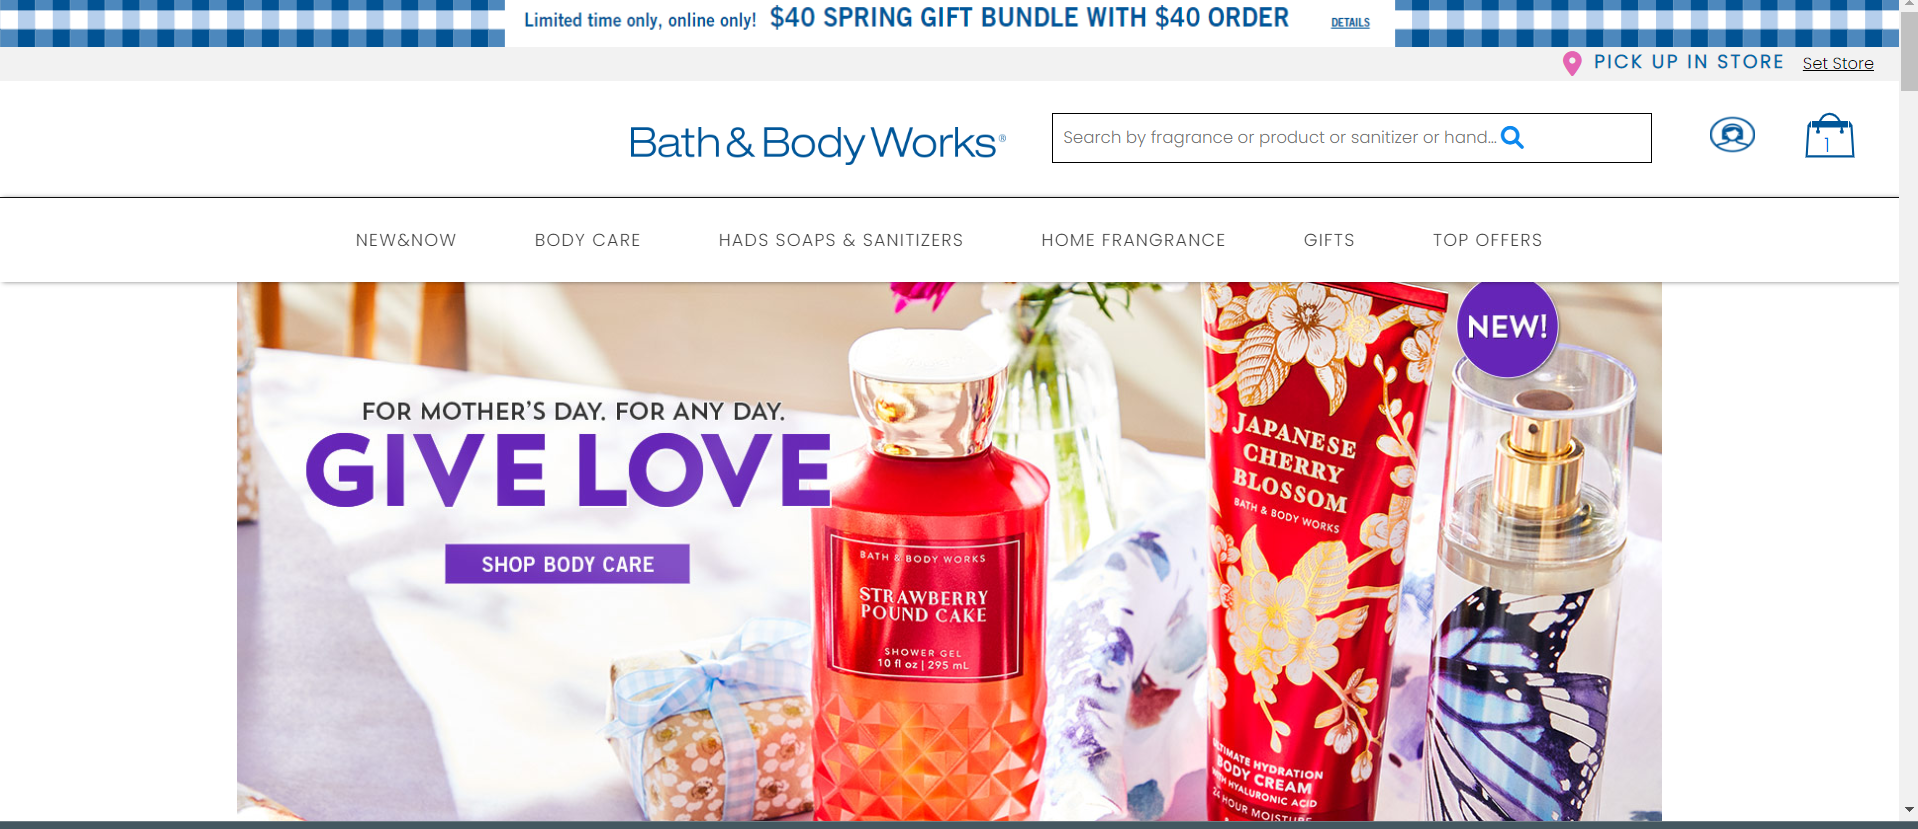 Limited time only, online only! $40 SPRING GIFT BUNDLE WITH $40 ORDER DETAILS
PICK UP IN STORE Set Store
Bath & Body Works®
Search by fragrance or product or sanitizer or hand...
1
NEW&NOW BODY CARE HADS SOAPS & SANITIZERS HOME FRANGRANCE GIFTS TOP OFFERS
NEW!
FOR MOTHER'S DAY. FOR ANY DAY.
GIVE LOVE
SHOP BODY CARE
BATH & BODY WORKS
STRAWBERRY
POUND CAKE
SHOWER GEL
10 fl oz | 295 mL
JAPANESE
CHERRY
BLOSSOM
BATH & BODY WORKS
HYDRATION
BODY CREAM
HYALURONIC ACID
24 HOUR MOISTURE